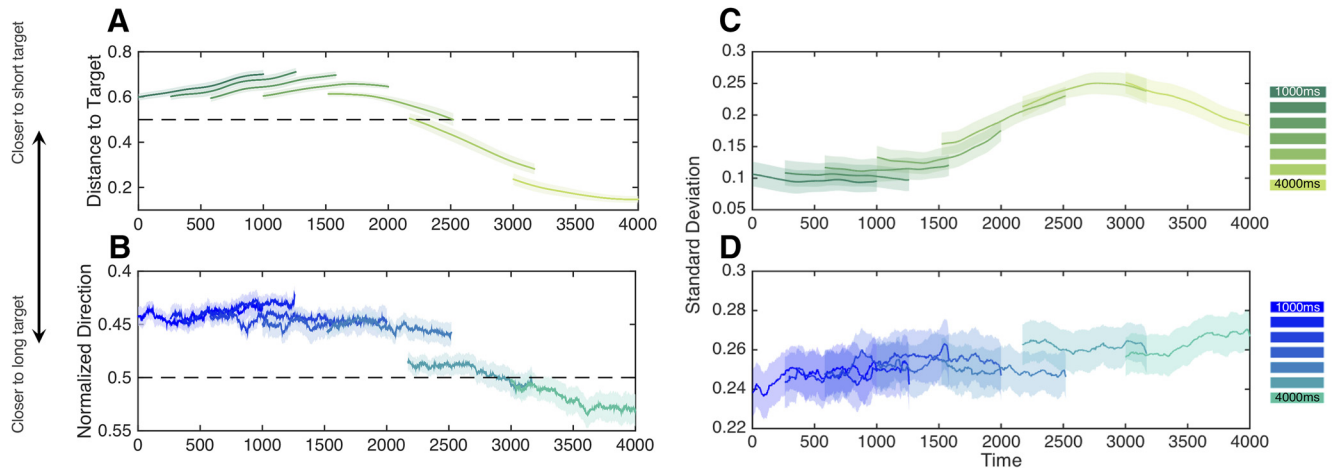 A
C
Closer to short target
Closer to long target
Distance to Target
0.8
0.6
0.4
0.2
0 500 1000 1500 2000 2500 3000 3500 4000
B
Normalized Direction
0.4
0.45
0.5
0.55
0 500 1000 1500 2000 2500 3000 3500 4000
Standard Deviation
0.3
0.25
0.2
0.15
0.1
0.05
0 500 1000 1500 2000 2500 3000 3500 4000
1000ms
4000ms
D
0.3
0.28
0.26
0.24
0.22
0 500 1000 1500 2000 2500 3000 3500 4000
Time
1000ms
4000ms